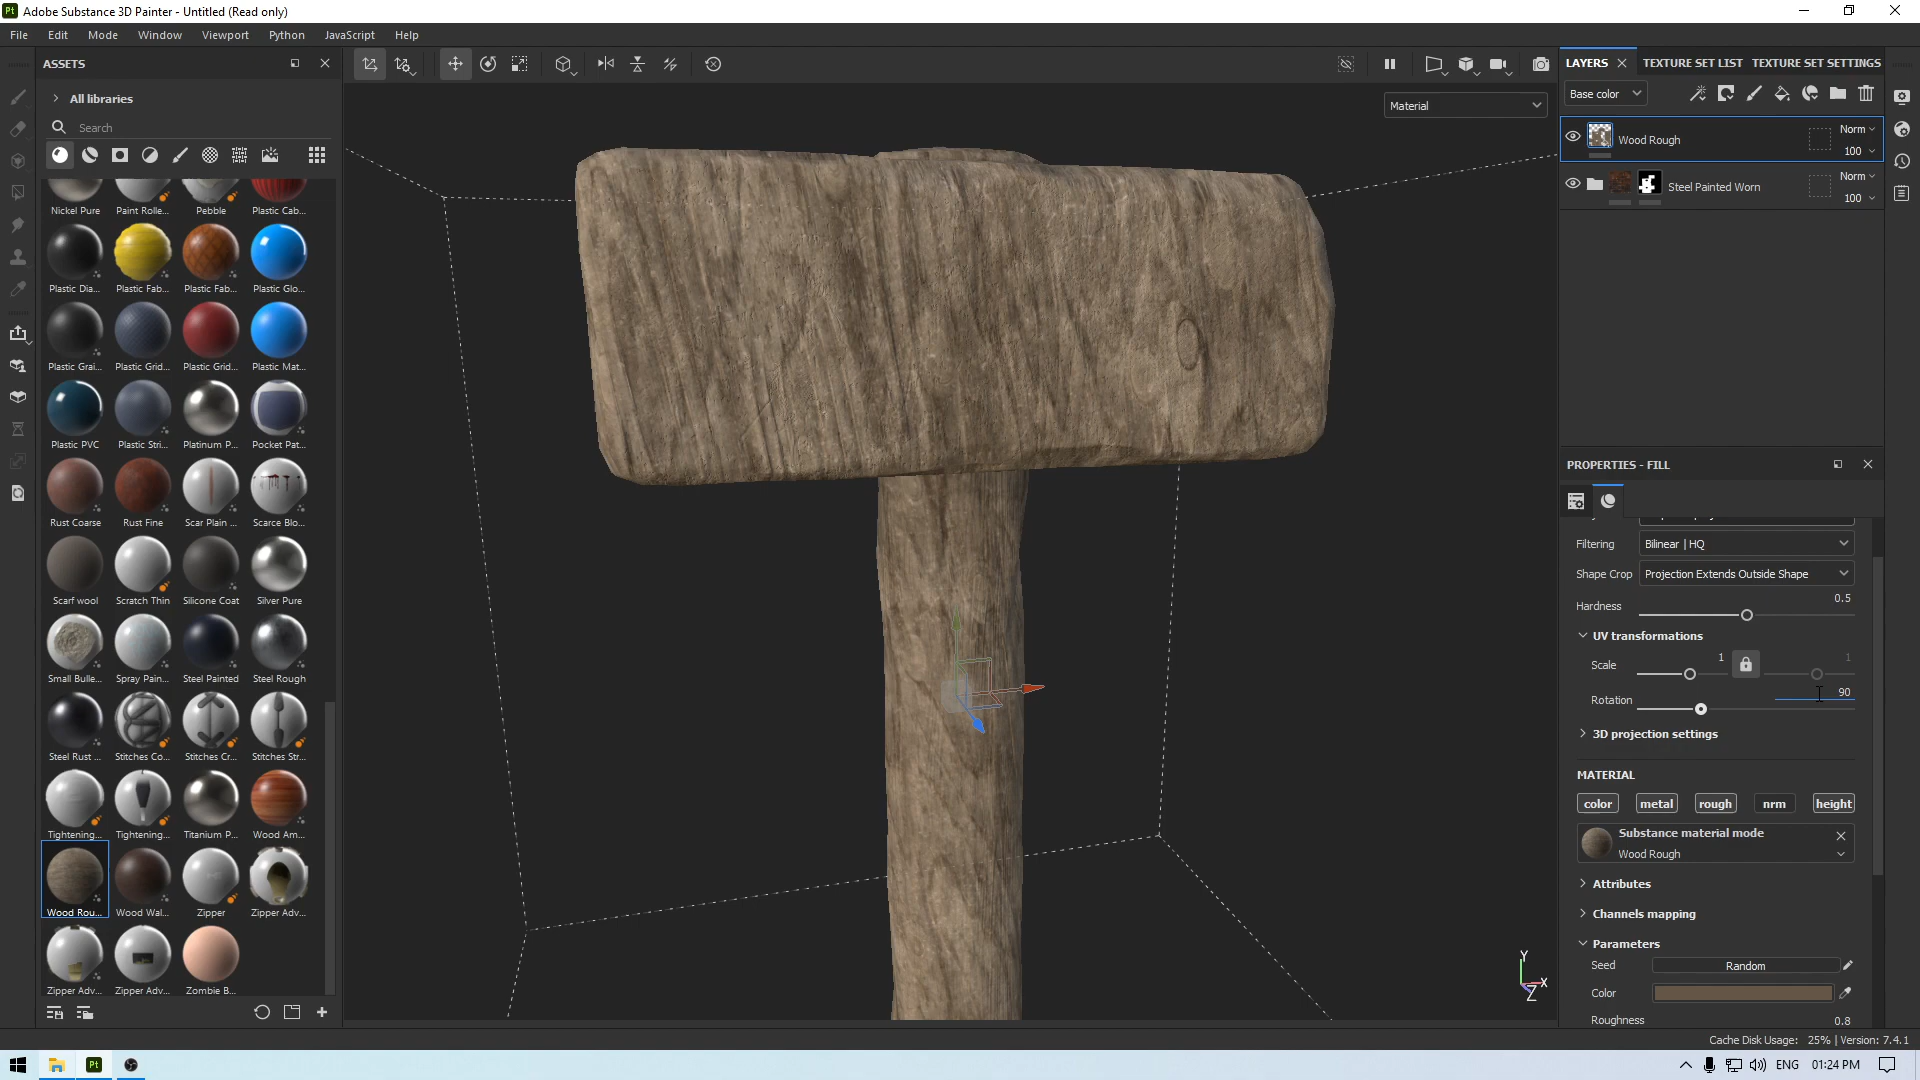 Adobe Substance 3D Painter - Untitled (Read only)
File Edit Mode Window Viewport Python JavaScript Help
ASSETS
All libraries
Search
Nickel Pure Paint Rolle... Pebble Plastic Cab...
Plastic Dia... Plastic Fab... Plastic Fab... Plastic Glo...
Plastic Grai... Plastic Grid... Plastic Grid... Plastic Mat...
Plastic PVC Plastic Stri... Platinum P... Pocket Pat...
Rust Coarse Rust Fine Scar Plain ... Scarce Blo...
Scarf wool Scratch Thin Silicone Coat Silver Pure
Small Bulle... Spray Pain... Steel Painted Steel Rough
Steel Rust ... Stitches Co... Stitches Cr... Stitches Str...
Tightening... Tightening... Titanium P... Wood Am...
Wood Rou... Wood Wal... Zipper Zipper Adv...
Zipper Adv... Zipper Adv... Zombie B...
Material
Y
X
Z
LAYERS TEXTURE SET LIST TEXTURE SET SETTINGS
Base color
Wood Rough Norm
100
Steel Painted Worn Norm
100
PROPERTIES - FILL
Filtering Bilinear | HQ
Shape Crop Projection Extends Outside Shape
Hardness 0.5
UV transformations
Scale 1 1
Rotation 90
3D projection settings
MATERIAL
color metal rough nrm height
Substance material mode
Wood Rough
Attributes
Channels mapping
Parameters
Seed Random
Color
Roughness 0.8
Cache Disk Usage: 25% | Version: 7.4.1
Pt
ENG 01:24 PM